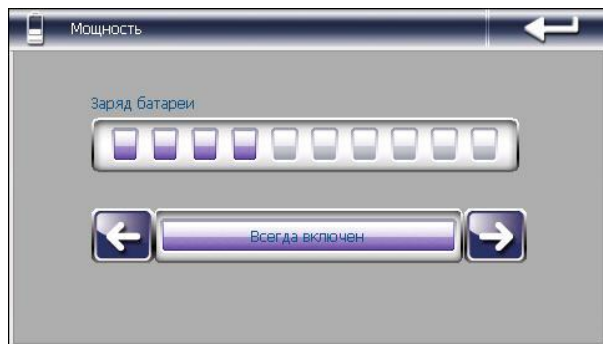 Мощность
Заряд батареи
Всегда включен